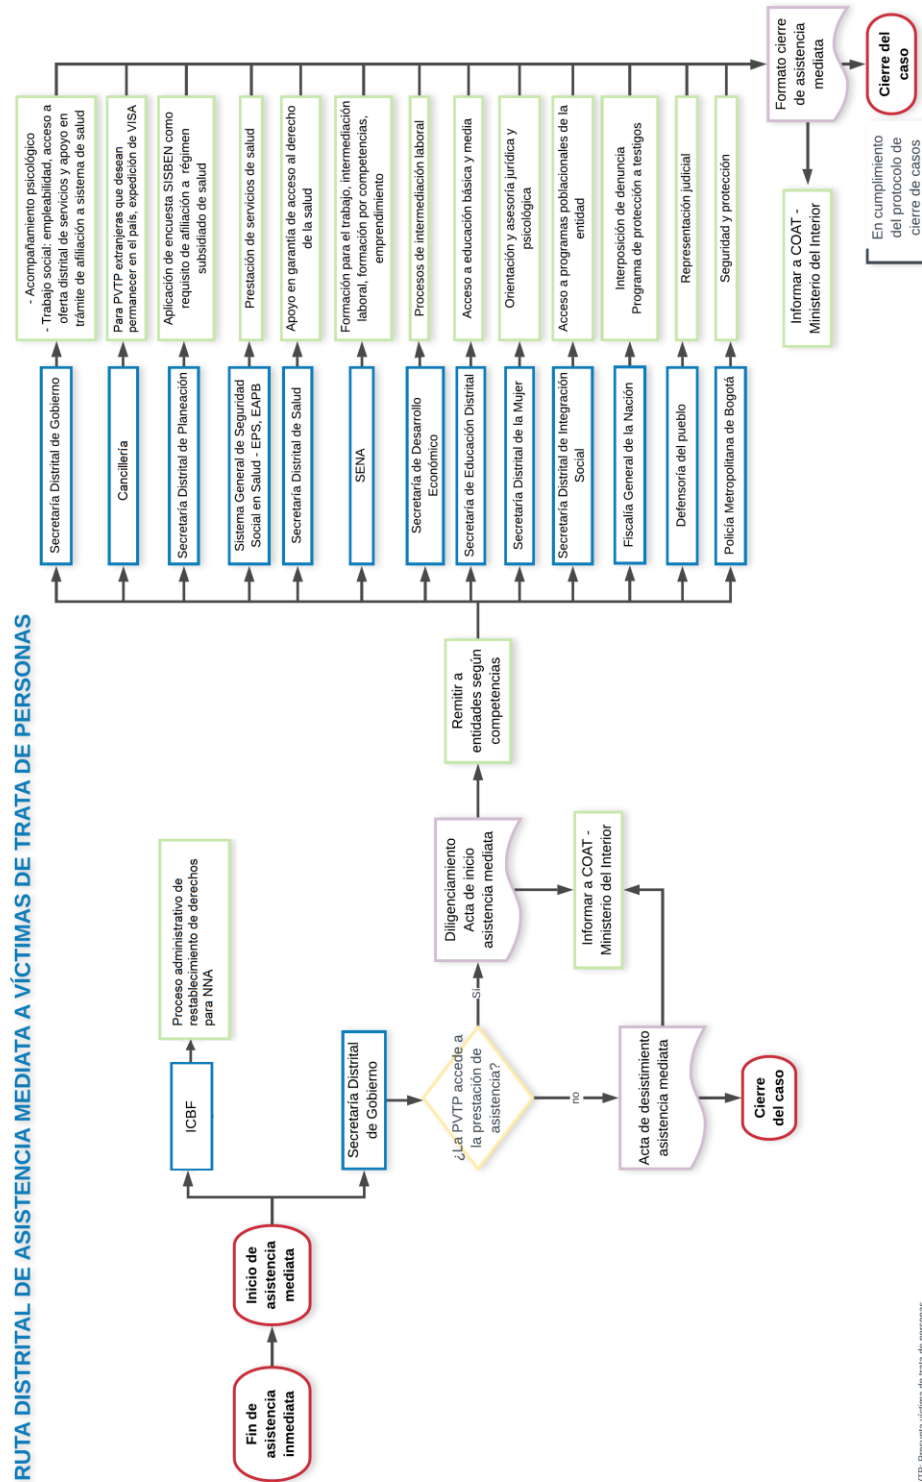 RUTA DISTRITAL DE ASISTENCIA MEDIATA A VÍCTIMAS DE TRATA DE PERSONAS
Fin de
asistencia
inmediata
Inicio de
asistencia
mediata
ICBF
Proceso administrativo de
restablecimiento de derechos
para NNA
Secretaría Distrital
de Gobierno
¿La PVTP accede a
la prestación de
asistencia?
Sí
no
Diligenciamiento
Acta de inicio
asistencia mediata
Informar a COAT -
Ministerio del Interior
Acta de desistimiento
asistencia mediata
Cierre
del caso
Remitir a
entidades según
competencias
Secretaría Distrital de Gobierno
- Acompañamiento psicológico
- Trabajo social: empleabilidad, acceso a
oferta distrital de servicios y apoyo en
trámite de afiliación a sistema de salud
Cancillería
Para PVTP extranjeras que desean
permanecer en el país, expedición de VISA
Secretaría Distrital de Planeación
Aplicación de encuesta SISBEN como
requisito de afiliación a régimen
subsidiado de salud
Sistema General de Seguridad
Social en Salud - EPS, EAPB
Prestación de servicios de salud
Secretaría Distrital de Salud
Apoyo en garantía de acceso al derecho
de la salud
SENA
Formación para el trabajo, intermediación
laboral, formación por competencias,
emprendimiento
Secretaría de Desarrollo
Económico
Procesos de intermediación laboral
Secretaría de Educación Distrital
Acceso a educación básica y media
Secretaría Distrital de la Mujer
Orientación y asesoría jurídica y
psicológica
Secretaría Distrital de Integración
Social
Acceso a programas poblacionales de la
entidad
Fiscalía General de la Nación
Interposición de denuncia
Programa de protección a testigos
Defensoría del pueblo
Representación judicial
Policía Metropolitana de Bogotá
Seguridad y protección
Formato cierre
de asistencia
mediata
Informar a COAT -
Ministerio del Interior
Cierre del
caso
En cumplimiento
del protocolo de
cierre de casos
Presunta víctima de trata de personas